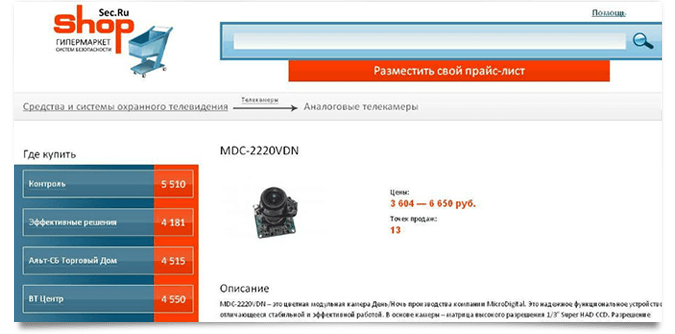 Sec.Ru
Shop
ГИПЕРМАРКЕТ
СИСТЕМ БЕЗОПАСНОСТИ
Помощь
Разместить свой прайс-лист
Средства и системы охранного телевидения
Телекамеры
Аналоговые телекамеры
Где купить
MDC-2220VDN
Контроль 5 510
Цены:
3 604 — 6 650 руб.
Эффективные решения 4 181
Точек продаж:
13
Альт-СБ Торговый Дом 4 515
ВТ Центр 4 550
Описание
MDC-2220VDN – это цветная модульная камера День/Ночь производства компании MicroDigital. Это надежное функциональное устройство
отличающееся стабильной и эффективной работой. В основе камеры – матрица высокого разрешения 1/3" Super HAD CCD. Разрешение